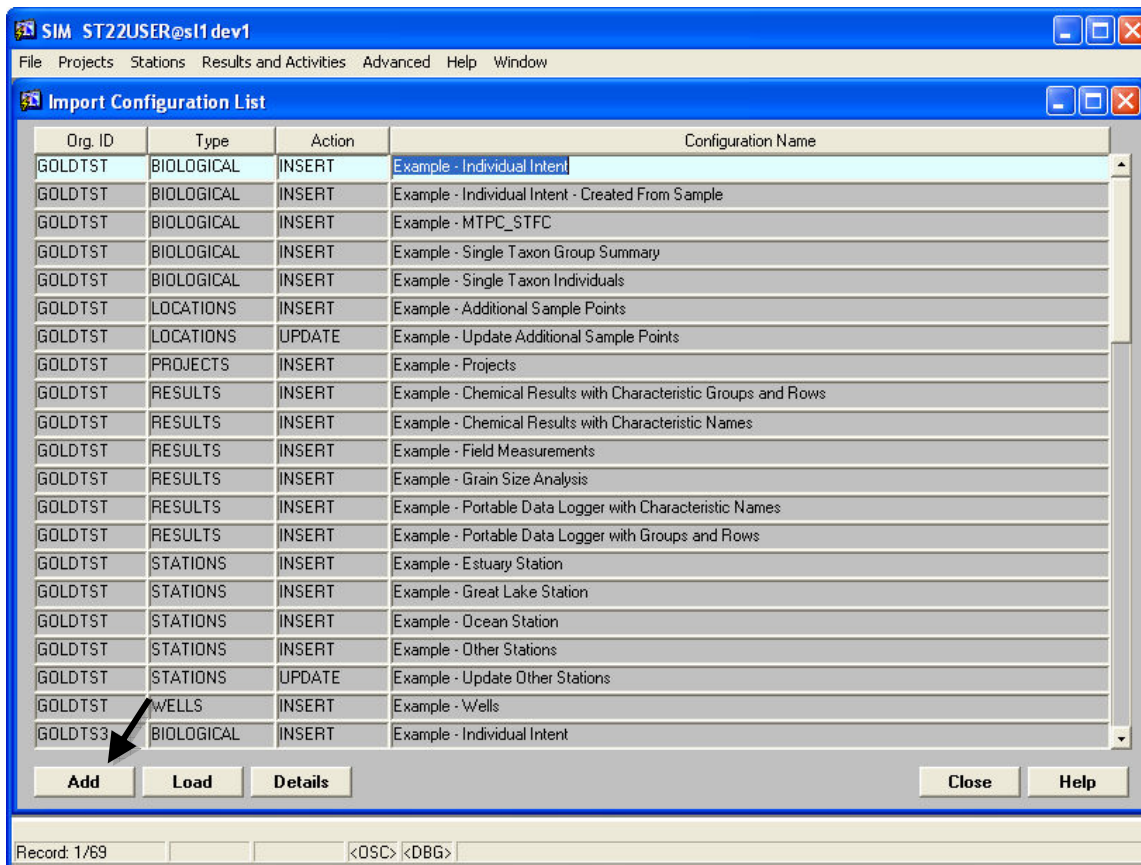 SIM ST22USER@sl1dev1
File Projects Stations Results and Activities Advanced Help Window
Import Configuration List
Org. ID Type Action Configuration Name
GOLDTST BIOLOGICAL INSERT Example - Individual Intent
GOLDTST BIOLOGICAL INSERT Example - Individual Intent - Created From Sample
GOLDTST BIOLOGICAL INSERT Example - MTPC_STFC
GOLDTST BIOLOGICAL INSERT Example - Single Taxon Group Summary
GOLDTST BIOLOGICAL INSERT Example - Single Taxon Individuals
GOLDTST LOCATIONS INSERT Example - Additional Sample Points
GOLDTST LOCATIONS UPDATE Example - Update Additional Sample Points
GOLDTST PROJECTS INSERT Example - Projects
GOLDTST RESULTS INSERT Example - Chemical Results with Characteristic Groups and Rows
GOLDTST RESULTS INSERT Example - Chemical Results with Characteristic Names
GOLDTST RESULTS INSERT Example - Field Measurements
GOLDTST RESULTS INSERT Example - Grain Size Analysis
GOLDTST RESULTS INSERT Example - Portable Data Logger with Characteristic Names
GOLDTST RESULTS INSERT Example - Portable Data Logger with Groups and Rows
GOLDTST STATIONS INSERT Example - Estuary Station
GOLDTST STATIONS INSERT Example - Great Lake Station
GOLDTST STATIONS INSERT Example - Ocean Station
GOLDTST STATIONS INSERT Example - Other Stations
GOLDTST STATIONS UPDATE Example - Update Other Stations
GOLDTST WELLS INSERT Example - Wells
GOLDTS3 BIOLOGICAL INSERT Example - Individual Intent
Add Load Details Close Help
Record: 1/69 <OSC> <DBG>